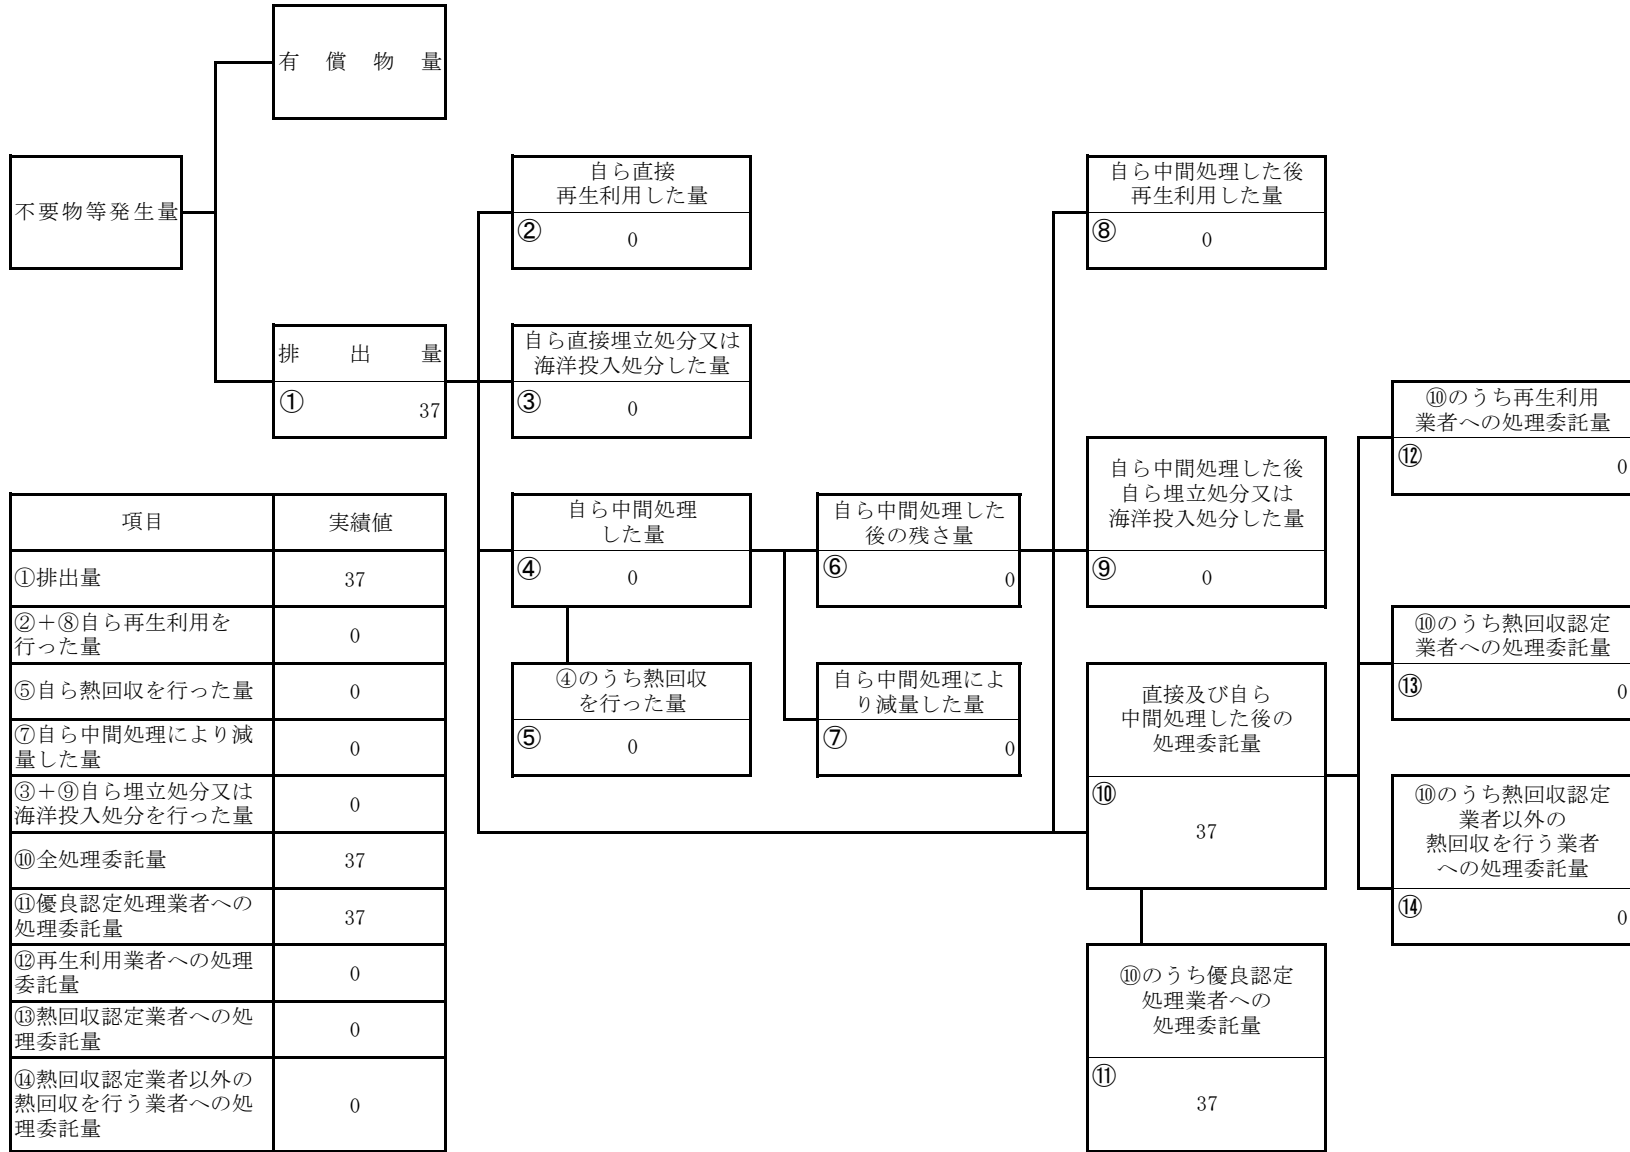 有償物量
不要物等発生量
自ら直接
再生利用した量
②
0
自ら中間処理した後
再生利用した量
⑧
0
排出量
①
37
自ら直接埋立処分又は
海洋投入処分した量
③
0
⑩のうち再生利用
業者への処理委託量
⑫
0
自ら中間処理
した量
④
0
自ら中間処理した
後の残さ量
⑥
0
自ら中間処理した後
自ら埋立処分又は
海洋投入処分した量
⑨
0
⑩のうち熱回収認定
業者への処理委託量
⑬
0
④のうち熱回収
を行った量
⑤
0
自ら中間処理によ
り減量した量
⑦
0
直接及び自ら
中間処理した後の
処理委託量
⑩
37
⑩のうち熱回収認定
業者以外の
熱回収を行う業者
への処理委託量
⑭
0
⑩のうち優良認定
処理業者への
処理委託量
⑪
37
項目 実績値
①排出量 37
②＋⑧自ら再生利用を
行った量 0
⑤自ら熱回収を行った量 0
⑦自ら中間処理により減
量した量 0
③＋⑨自ら埋立処分又は
海洋投入処分を行った量 0
⑩全処理委託量 37
⑪優良認定処理業者への
処理委託量 37
⑫再生利用業者への処理
委託量 0
⑬熱回収認定業者への処
理委託量 0
⑭熱回収認定業者以外の
熱回収を行う業者への処
理委託量 0